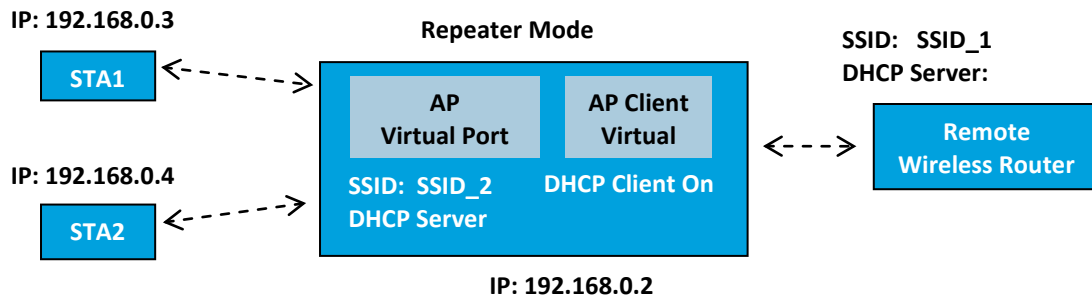 IP: 192.168.0.3
STA1
IP: 192.168.0.4
STA2
Repeater Mode
AP
Virtual Port
AP Client
Virtual
SSID:  SSID_2
DHCP Server
DHCP Client On
IP: 192.168.0.2
SSID:   SSID_1
DHCP Server:
Remote
Wireless Router